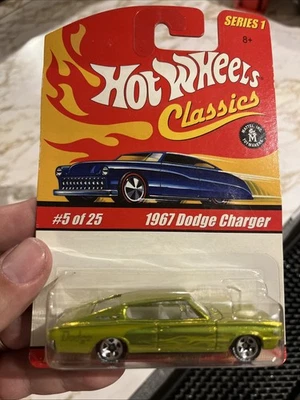 SERIES 1
8+
HOT WHEELS
Classics
#5 of 25
1967 Dodge Charger